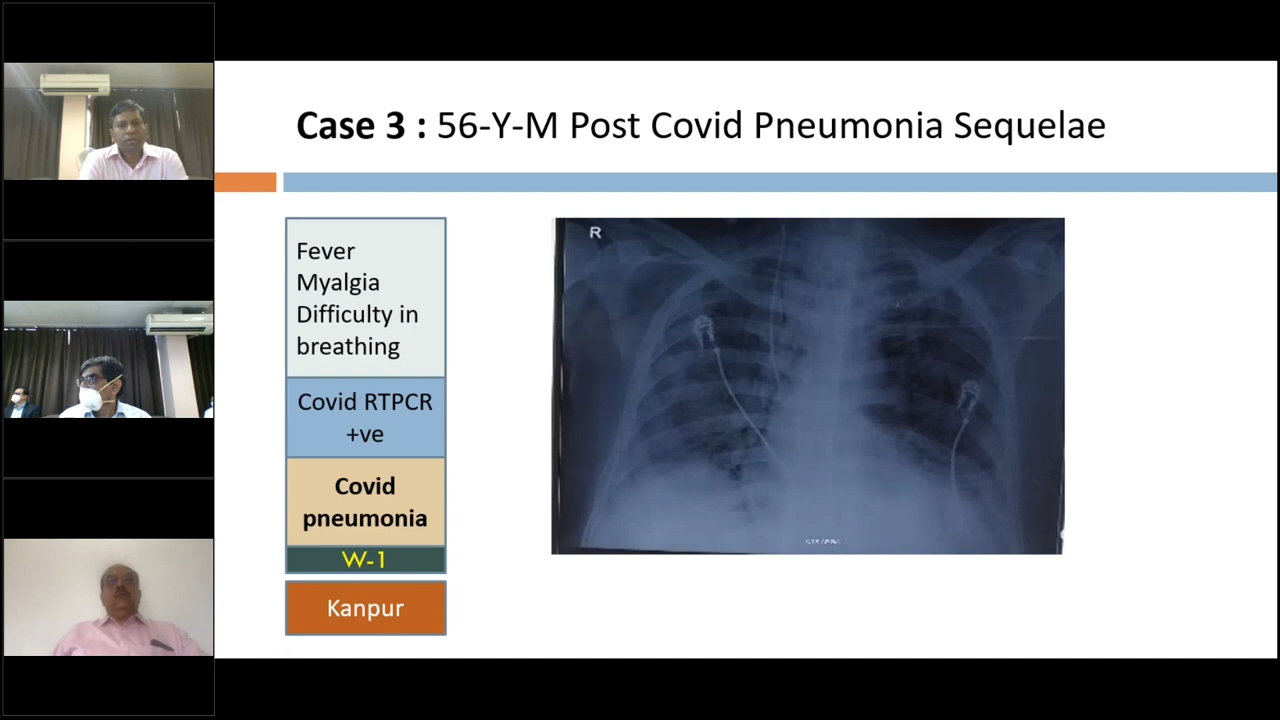 Case 3 : 56-Y-M Post Covid Pneumonia Sequelae
Fever
Myalgia
Difficulty in
breathing
Covid RTPCR
+ve
Covid
pneumonia
W-1
Kanpur
R